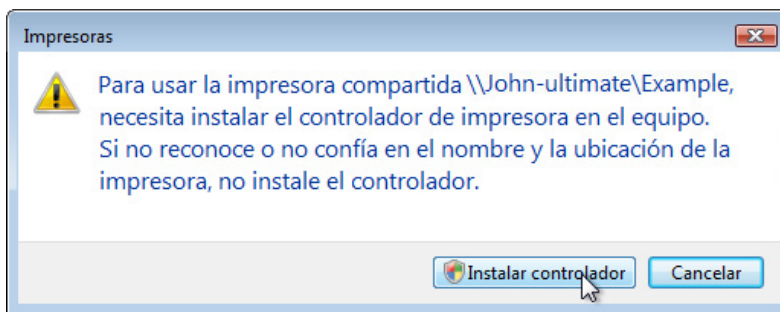 Impresoras
Para usar la impresora compartida \\John-ultimate\Example,
necesita instalar el controlador de impresora en el equipo.
Si no reconoce o no confía en el nombre y la ubicación de la
impresora, no instale el controlador.
Instalar controlador Cancelar